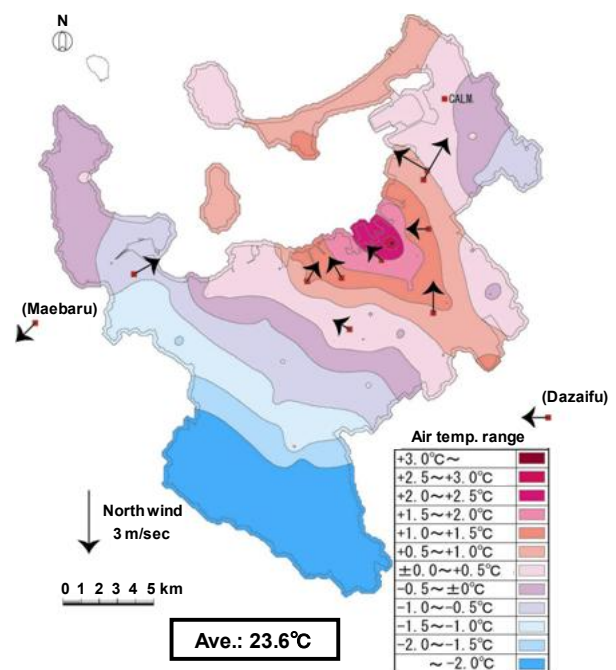 N
CALM
(Maebaru)
(Dazaifu)
Air temp. range
+3.0℃～
+2.5～+3.0℃
+2.0～+2.5℃
+1.5～+2.0℃
+1.0～+1.5℃
+0.5～+1.0℃
±0.0～+0.5℃
-0.5～±0℃
-1.0～-0.5℃
-1.5～-1.0℃
-2.0～-1.5℃
～-2.0℃
North wind
3 m/sec
0 1 2 3 4 5 km
Ave.: 23.6℃